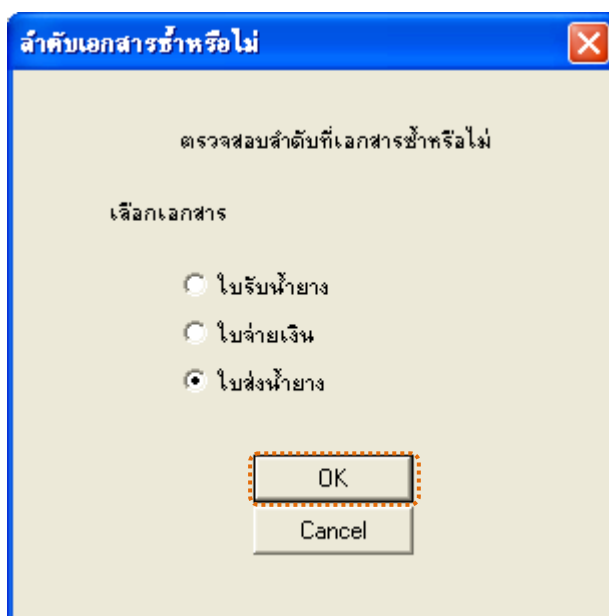 ลำดับเอกสารซ้ำหรือไม่
ตรวจสอบลำดับที่เอกสารซ้ำหรือไม่
เลือกเอกสาร
ใบรับน้ำยาง
ใบจ่ายเงิน
ใบส่งน้ำยาง
OK
Cancel